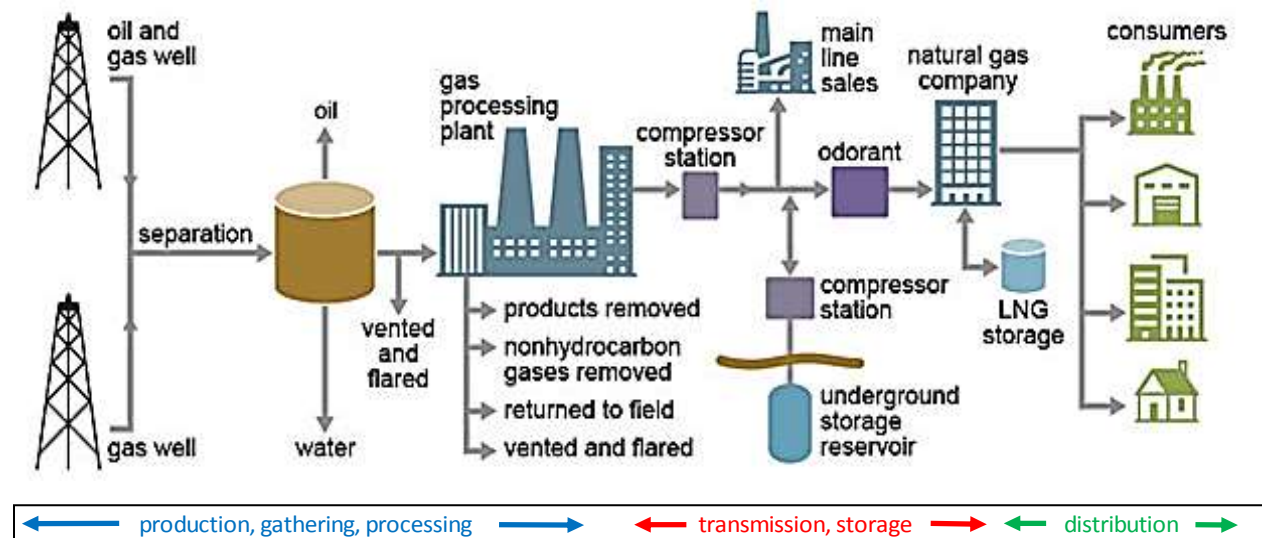 oil and
gas well
separation
gas well
oil
water
vented
and
flared
gas
processing
plant
products removed
nonhydrocarbon
gases removed
returned to field
vented and flared
compressor
station
main
line
sales
compressor
station
underground
storage
reservoir
odorant
natural gas
company
LNG
storage
consumers
production, gathering, processing
transmission, storage
distribution